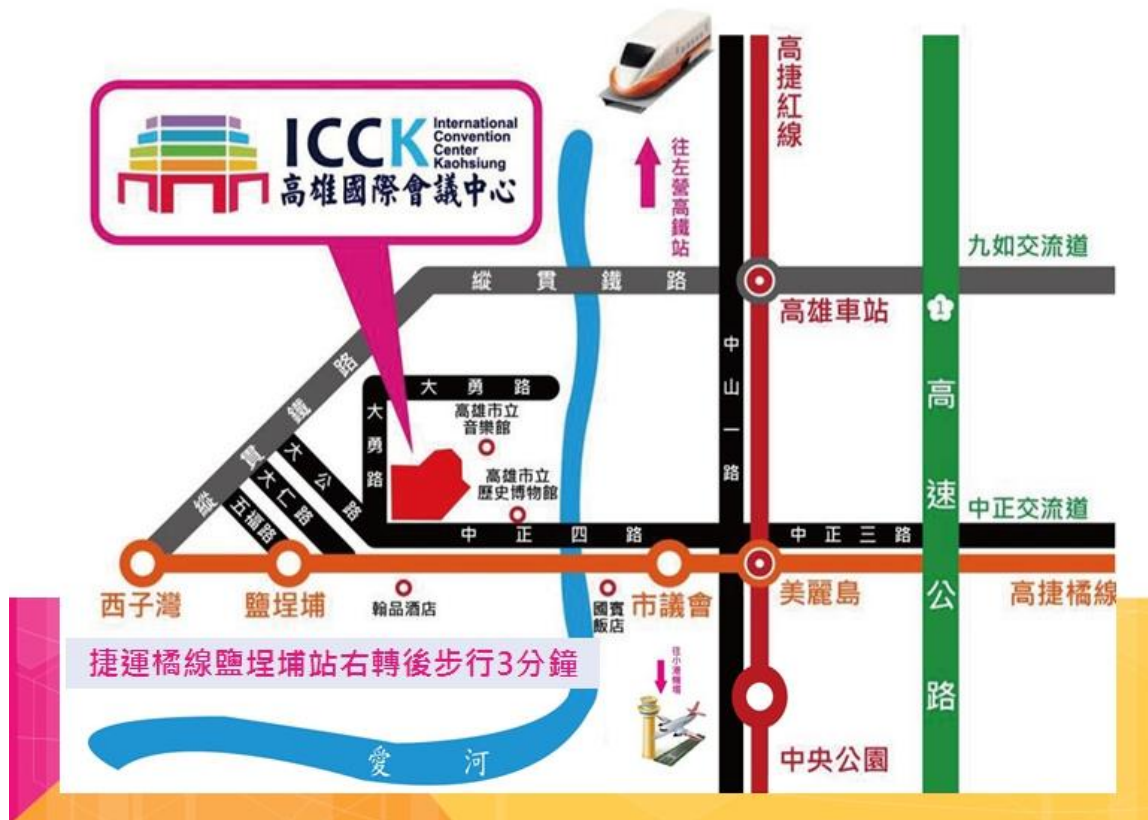 ICCK
International
Convention
Center
Kaohsiung
高雄國際會議中心
往左營高鐵站
高捷紅線
九如交流道
縱貫鐵路
高雄車站
1
高速公路
中山一路
縱貫鐵路
大勇路
大勇路
高雄市立
音樂館
高雄市立
歷史博物館
大公路
大仁路
五福路
中正四路
中正三路
中正交流道
西子灣
鹽埕埔
翰品酒店
國賓
飯店
市議會
美麗島
高捷橘線
捷運橘線鹽埕埔站右轉後步行3分鐘
往小港機場
中央公園
愛河